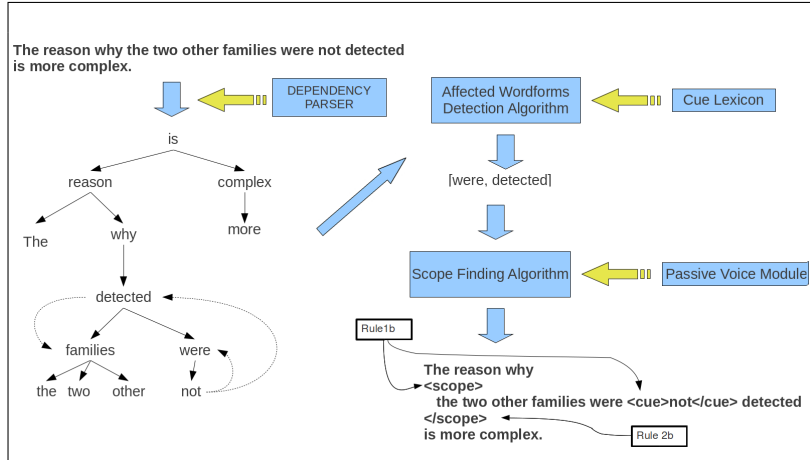 The reason why the two other families were not detected
is more complex.
DEPENDENCY
PARSER
is
reason
complex
The
why
more
detected
families
were
the
two
other
not
Affected Wordforms
Detection Algorithm
Cue Lexicon
[were, detected]
Scope Finding Algorithm
Passive Voice Module
Rule1b
The reason why
<scope>
the two other families were <cue>not</cue> detected
</scope>
is more complex.
Rule 2b